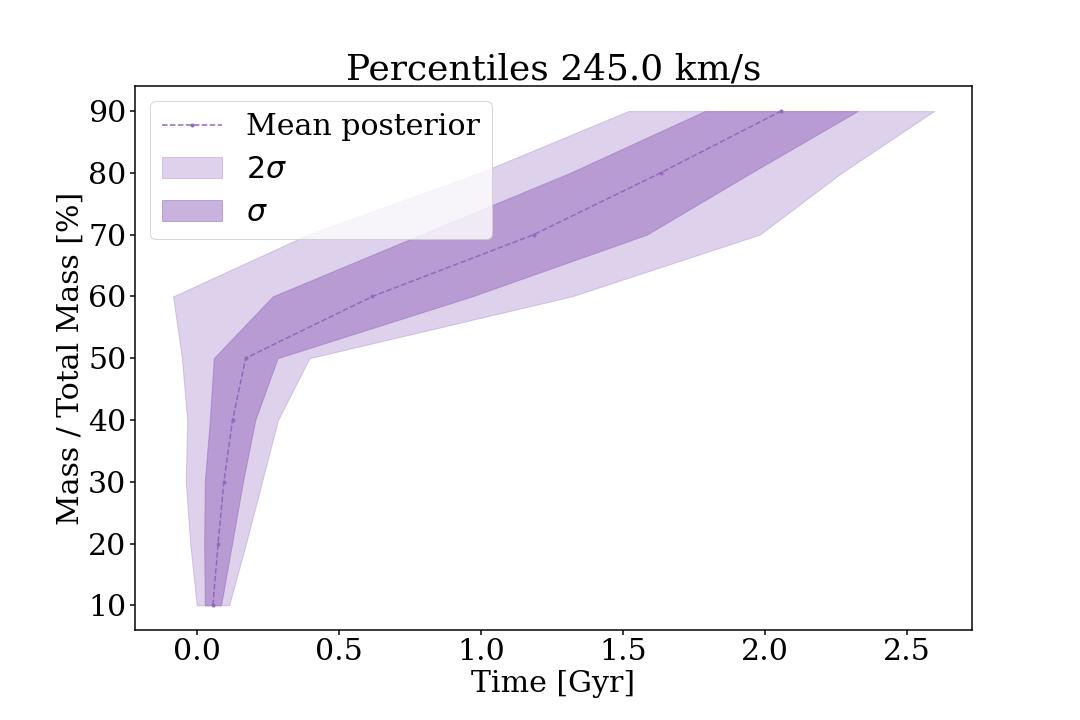 Percentiles 245.0 km/s
Mean posterior
2σ
σ
Mass / Total Mass [%]
90
80
70
60
50
40
30
20
10
0.0 0.5 1.0 1.5 2.0 2.5
Time [Gyr]